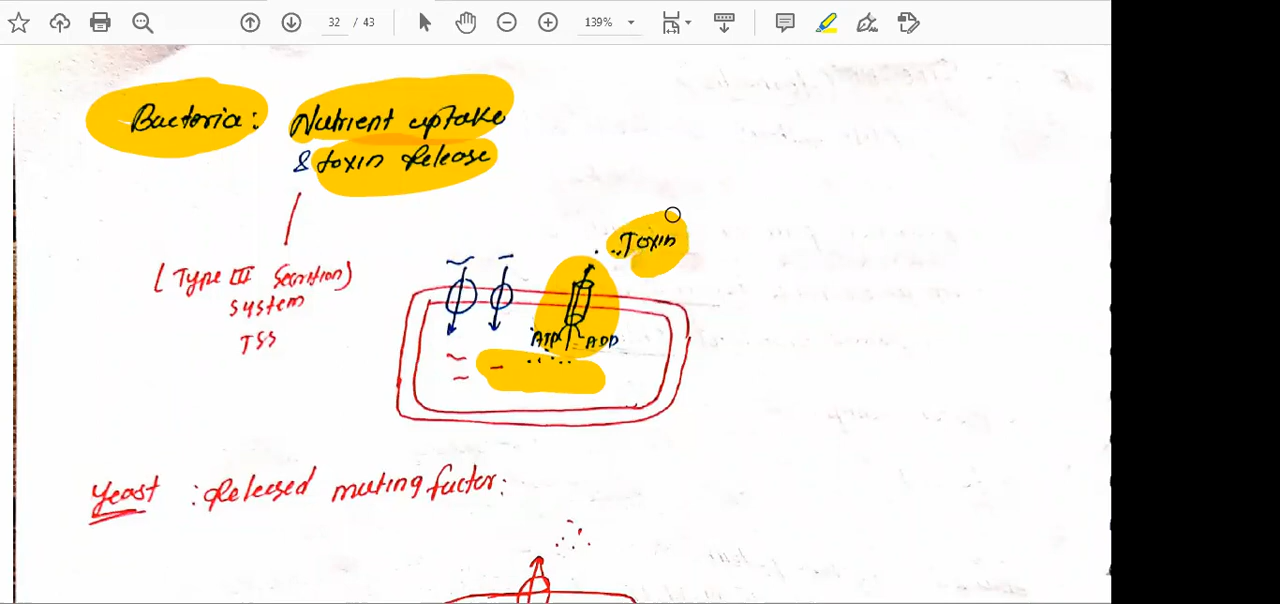 32 / 43
139%
Bacteria: Nutrient uptake
& toxin release
Toxin
(Type III Secretion)
system
TSS
ATP ADP
Yeast : Released mating factor: